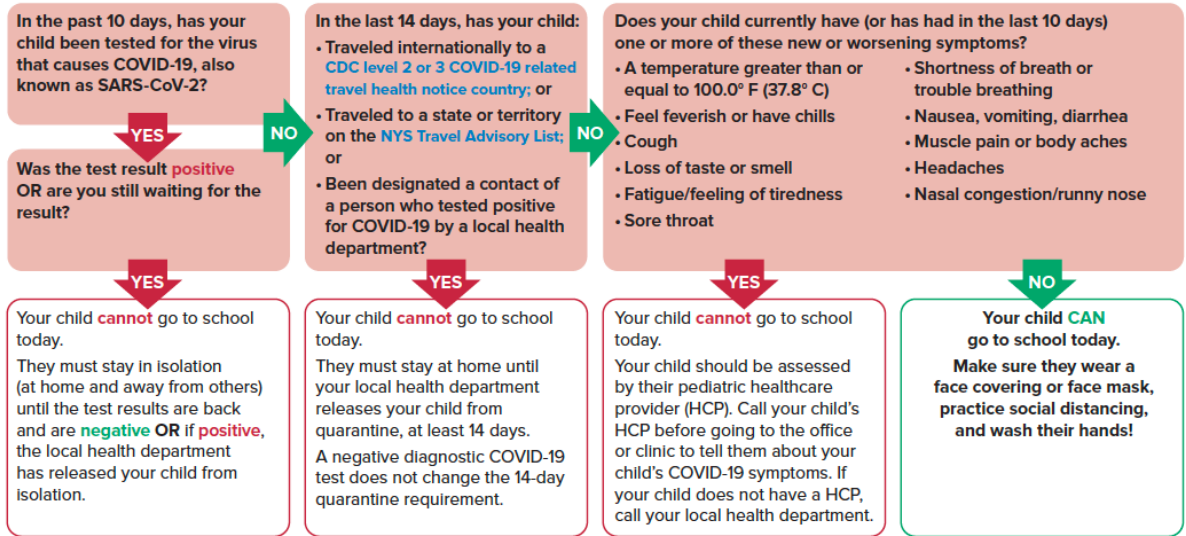 In the past 10 days, has your
child been tested for the virus
that causes COVID-19, also
known as SARS-CoV-2?
YES
Was the test result positive
OR are you still waiting for the
result?
YES
Your child cannot go to school
today.
They must stay in isolation
(at home and away from others)
until the test results are back
and are negative OR if positive,
the local health department
has released your child from
isolation.
NO
In the last 14 days, has your child:
• Traveled internationally to a
CDC level 2 or 3 COVID-19 related
travel health notice country; or
• Traveled to a state or territory
on the NYS Travel Advisory List;
or
• Been designated a contact of
a person who tested positive
for COVID-19 by a local health
department?
YES
Your child cannot go to school
today.
They must stay at home until
your local health department
releases your child from
quarantine, at least 14 days.
A negative diagnostic COVID-19
test does not change the 14-day
quarantine requirement.
NO
Does your child currently have (or has had in the last 10 days)
one or more of these new or worsening symptoms?
• A temperature greater than or
equal to 100.0° F (37.8° C)
• Feel feverish or have chills
• Cough
• Loss of taste or smell
• Fatigue/feeling of tiredness
• Sore throat
• Shortness of breath or
trouble breathing
• Nausea, vomiting, diarrhea
• Muscle pain or body aches
• Headaches
• Nasal congestion/runny nose
YES
Your child cannot go to school
today.
Your child should be assessed
by their pediatric healthcare
provider (HCP). Call your child's
HCP before going to the office
or clinic to tell them about your
child's COVID-19 symptoms. If
your child does not have a HCP,
call your local health department.
NO
Your child CAN
go to school today.
Make sure they wear a
face covering or face mask,
practice social distancing,
and wash their hands!